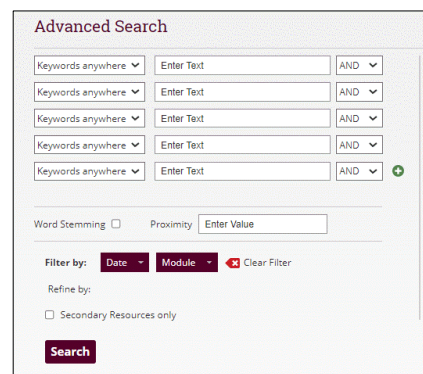 Advanced Search
Keywords anywhere Enter Text AND
Keywords anywhere Enter Text AND
Keywords anywhere Enter Text AND
Keywords anywhere Enter Text AND
Keywords anywhere Enter Text AND
Word Stemming Proximity Enter Value
Filter by: Date Module Clear Filter
Refine by:
Secondary Resources only
Search